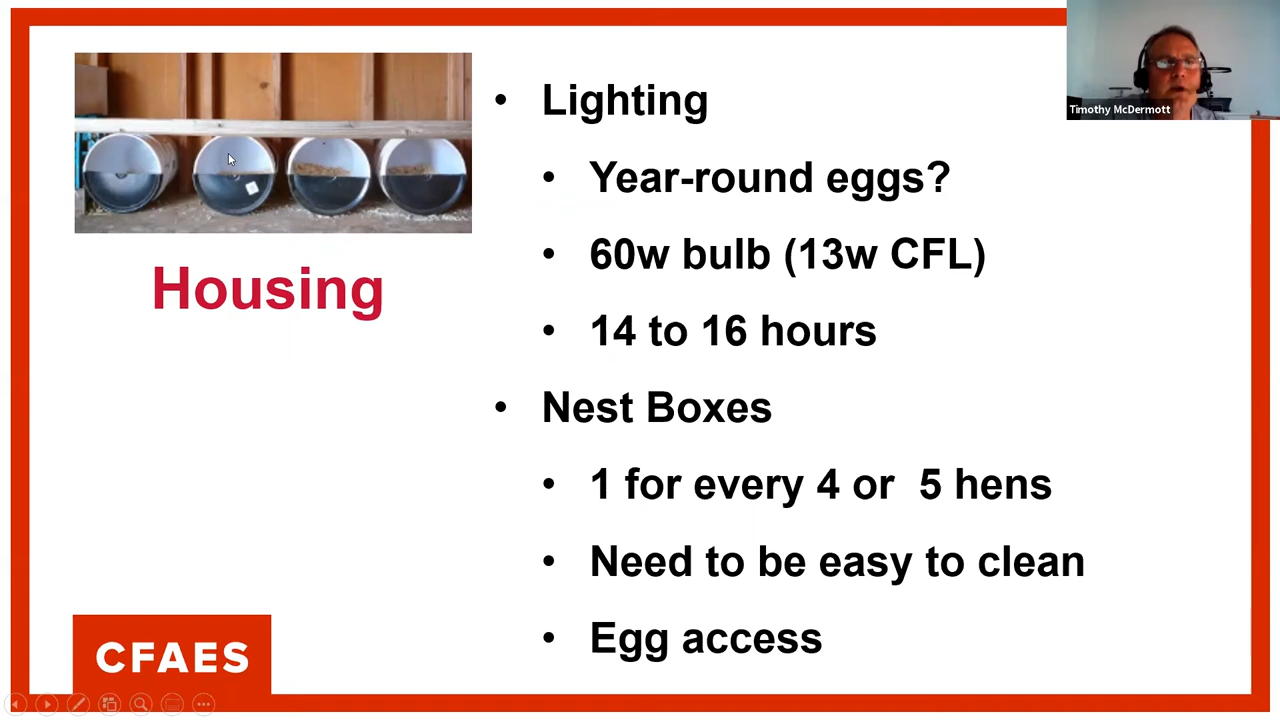 Lighting
Year-round eggs?
60w bulb (13w CFL)
14 to 16 hours
Nest Boxes
1 for every 4 or  5 hens
Need to be easy to clean
Egg access
Housing
CFAES
Timothy McDermott